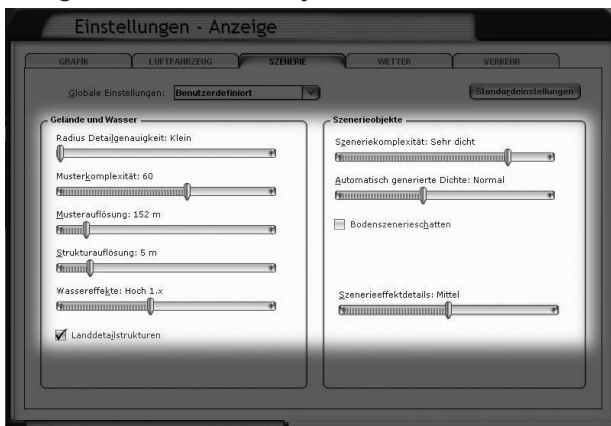 Einstellungen - Anzeige
GRAFIK LUFTFAHRZEUG SZENERIE WETTER VERKEHR
Globale Einstellungen: Benutzerdefiniert Standardeinstellungen
Gelände und Wasser
Radius Detailgenauigkeit: Klein
Musterkomplexität: 60
Musterauflösung: 152 m
Strukturauflösung: 5 m
Wassereffekte: Hoch 1.x
Landdetailstrukturen
Szenerieobjekte
Szeneriekomplexität: Sehr dicht
Automatisch generierte Dichte: Normal
Bodenszenerieschatten
Szenerieeffektdetails: Mittel